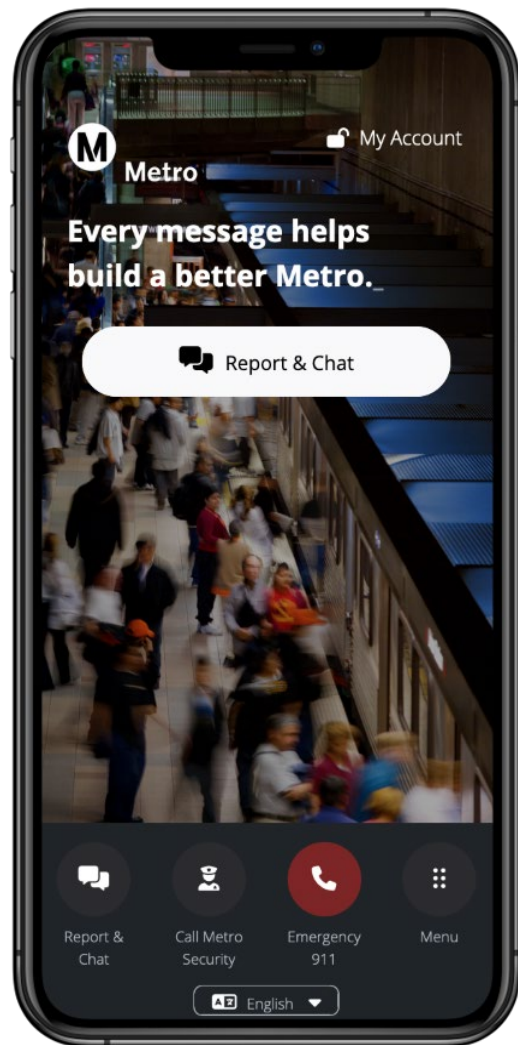 M
Metro
My Account
Every message helps
build a better Metro._
Report & Chat
Report &
Chat
Call Metro
Security
Emergency
911
Menu
English